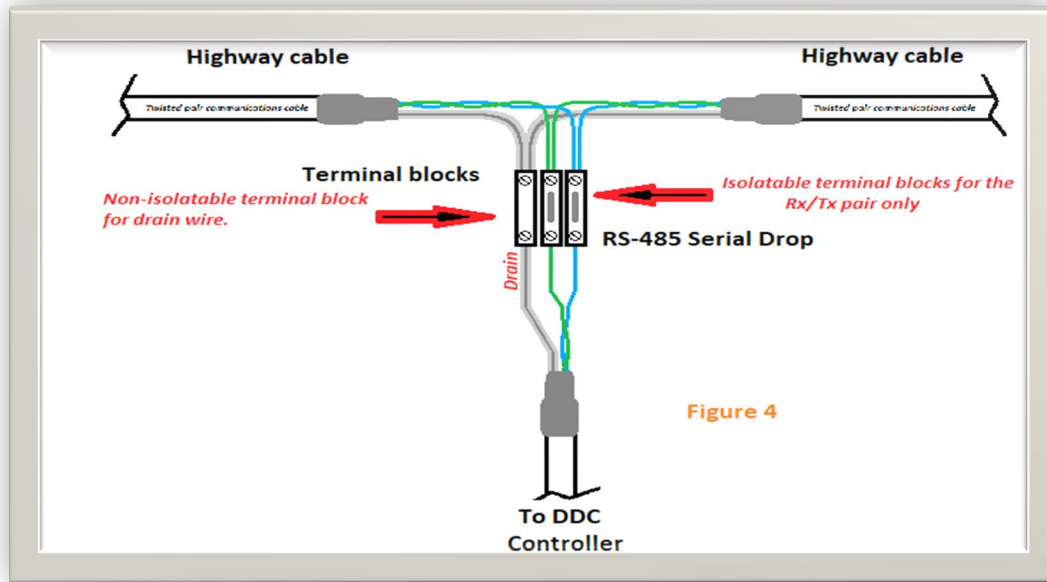 Highway cable
Highway cable
Twisted pair communications cable
Twisted pair communications cable
Terminal blocks
Non-isolatable terminal block
for drain wire.
Isolatable terminal blocks for the
Rx/Tx pair only
RS-485 Serial Drop
Drain
Figure 4
To DDC
Controller